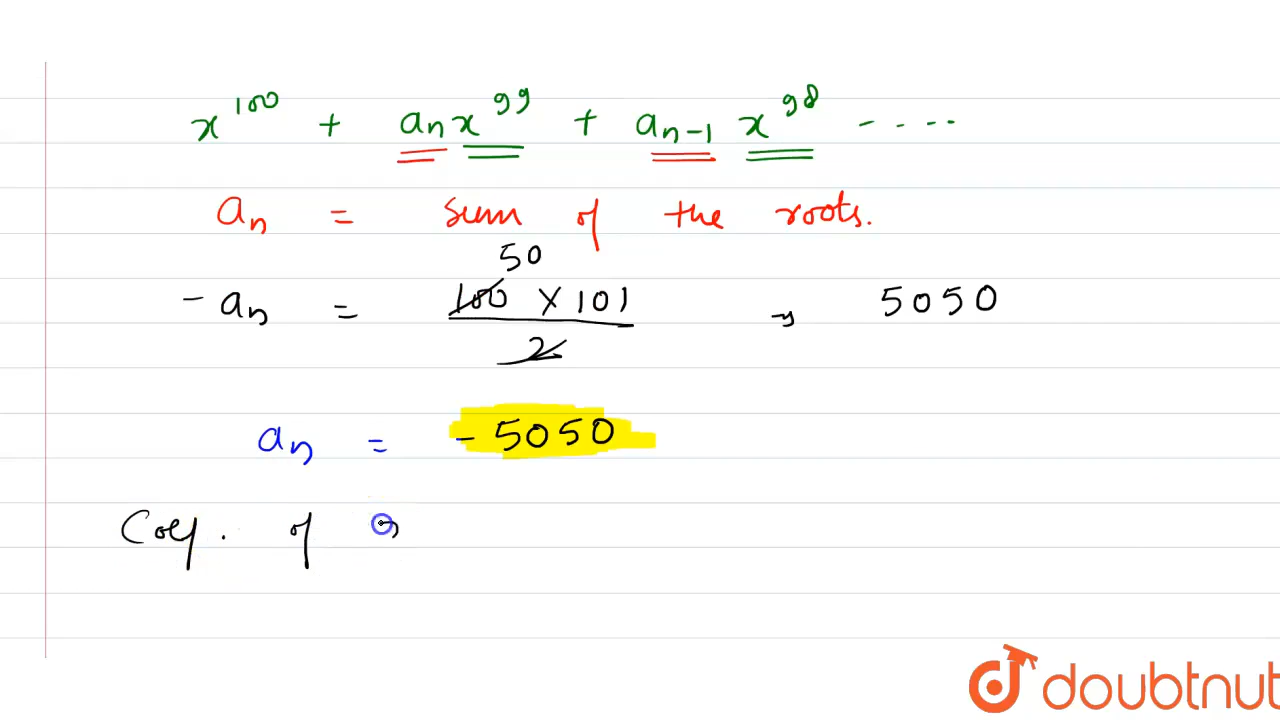 x^100 + a_n x^99 + a_{n-1} x^98 - ....
a_n = sum of the roots.
50
- a_n = 100 × 101 / 2 → 5050
a_n = - 5050
Coef. of
doubtnut